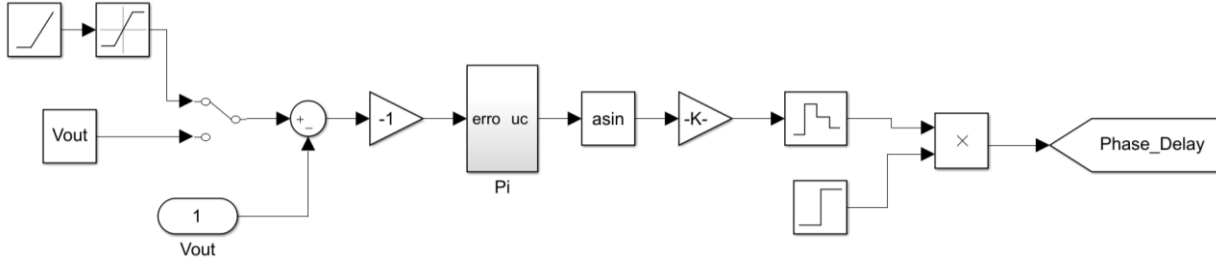 Vout
1
Vout
+
-
-1
erro uc
Pi
asin
-K-
×
Phase_Delay